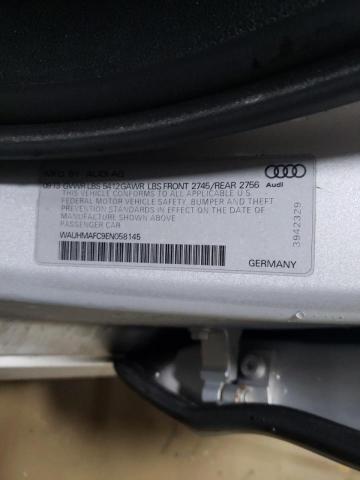 MFD BY AUDI AG
09/13 GVWR LBS 5412 GAWR LBS FRONT 2745/REAR 2756
THIS VEHICLE CONFORMS TO ALL APPLICABLE U.S.
FEDERAL MOTOR VEHICLE SAFETY, BUMPER AND THEFT
PREVENTION STANDARDS IN EFFECT ON THE DATE OF
MANUFACTURE SHOWN ABOVE
PASSENGER CAR
WAUHMAFC9EN058145
Audi
3942329
GERMANY